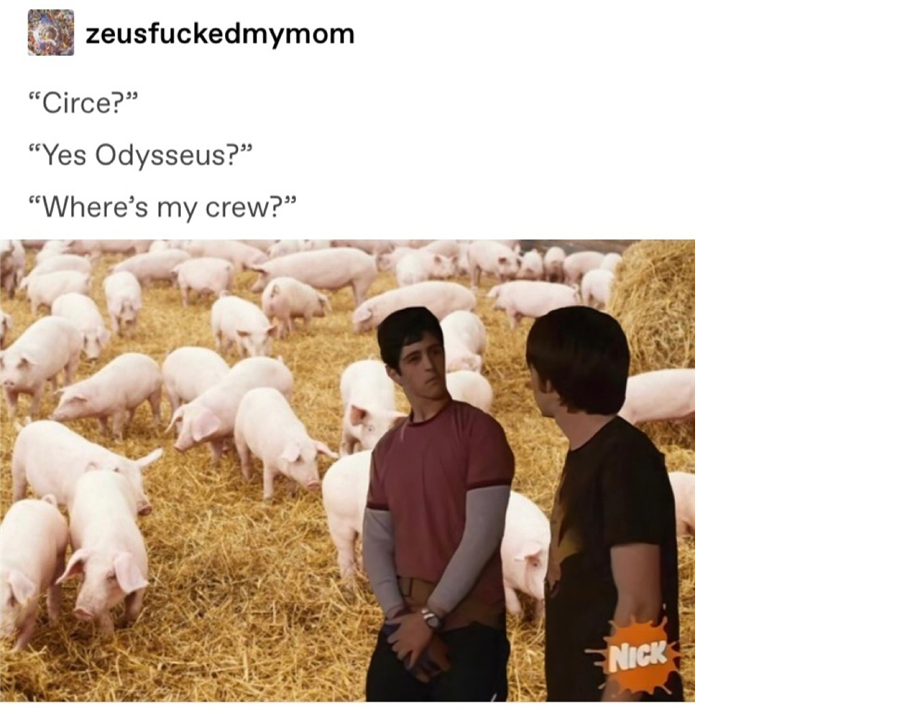 zeusfuckedmymom
“Circe?”
“Yes Odysseus?”
“Where’s my crew?”
NICK